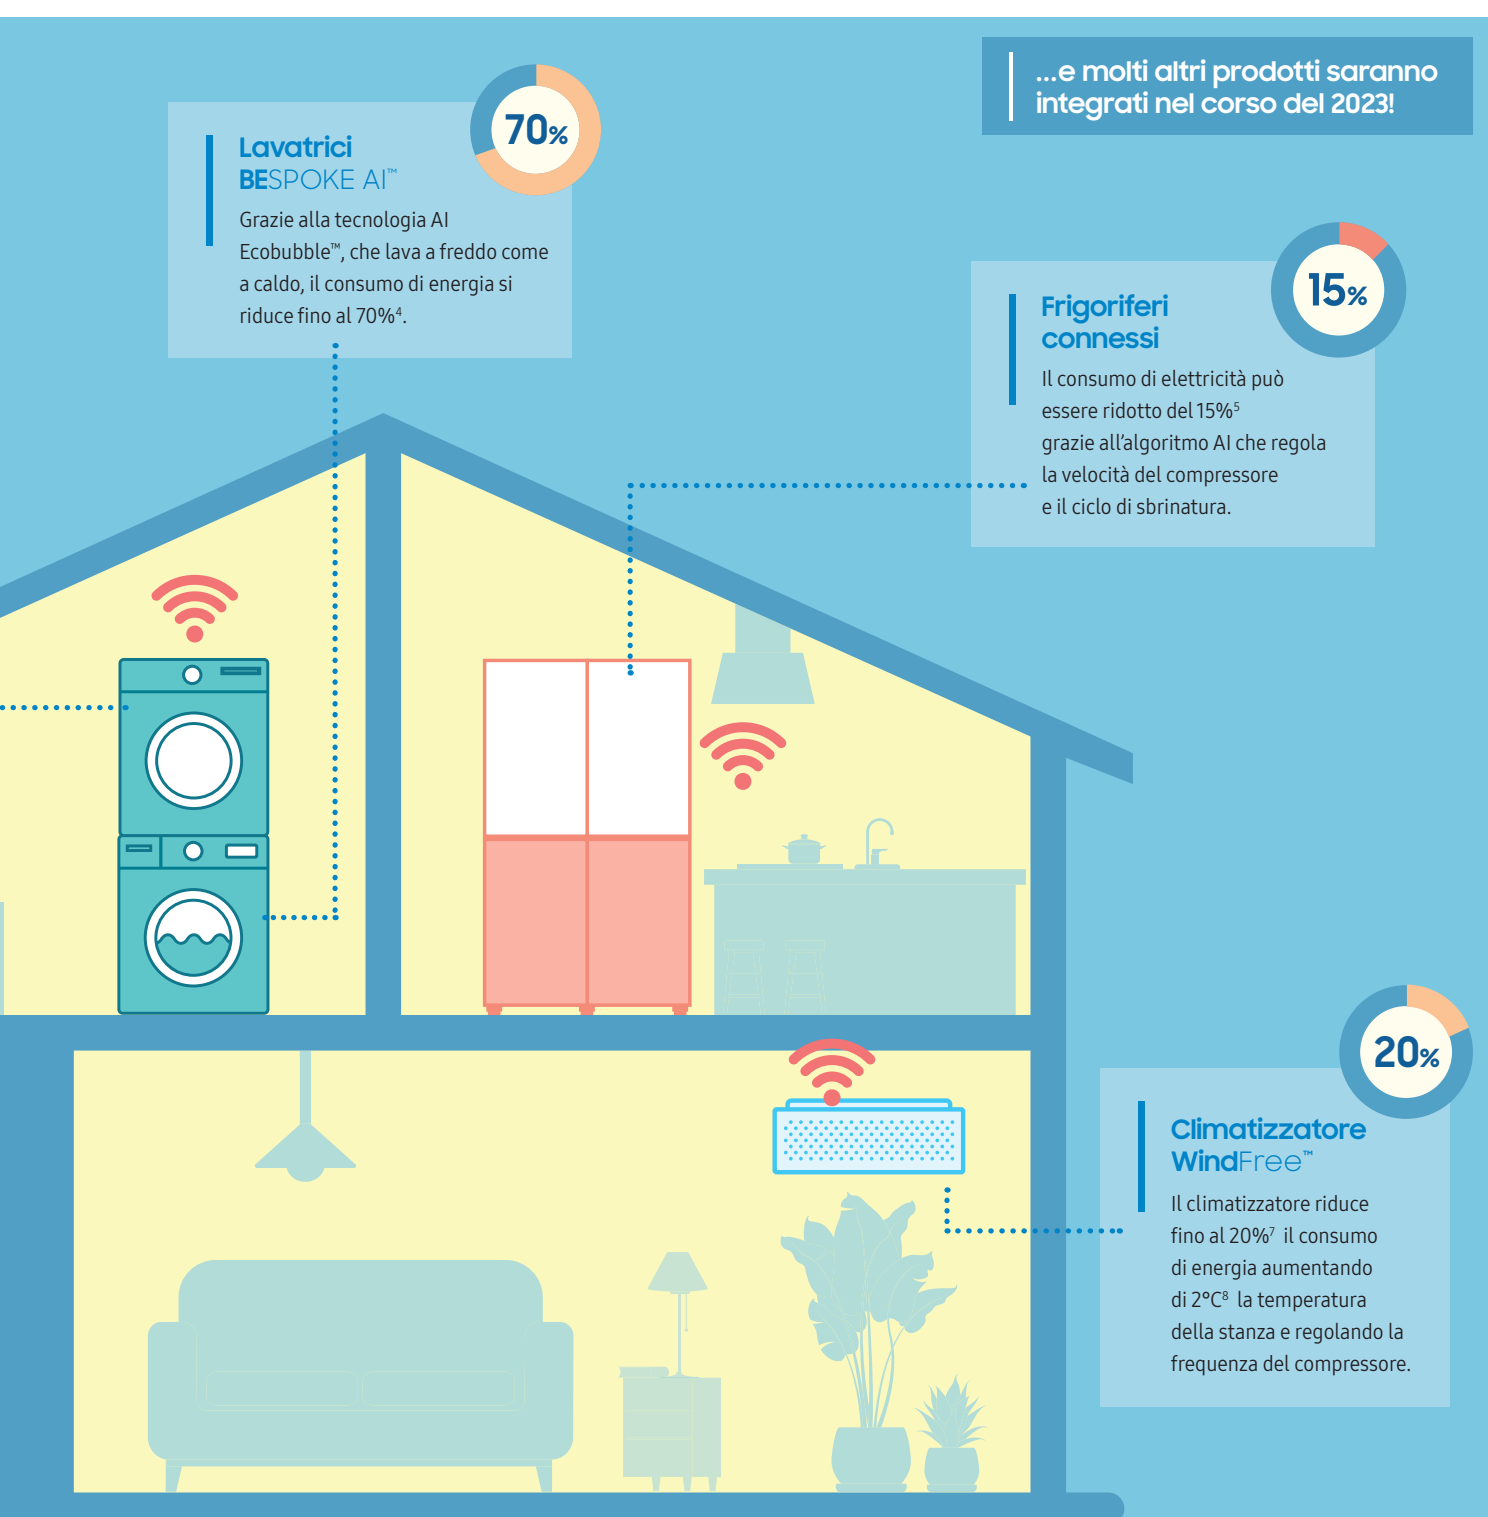 ...e molti altri prodotti saranno
integrati nel corso del 2023!
70%
Lavatrici
BESPOKE AI™
Grazie alla tecnologia AI
Ecobubble™, che lava a freddo come
a caldo, il consumo di energia si
riduce fino al 70%⁴.
15%
Frigoriferi
connessi
Il consumo di elettricità può
essere ridotto del 15%⁵
grazie all'algoritmo AI che regola
la velocità del compressore
e il ciclo di sbrinatura.
20%
Climatizzatore
WindFree™
Il climatizzatore riduce
fino al 20%⁷ il consumo
di energia aumentando
di 2°C⁸ la temperatura
della stanza e regolando la
frequenza del compressore.